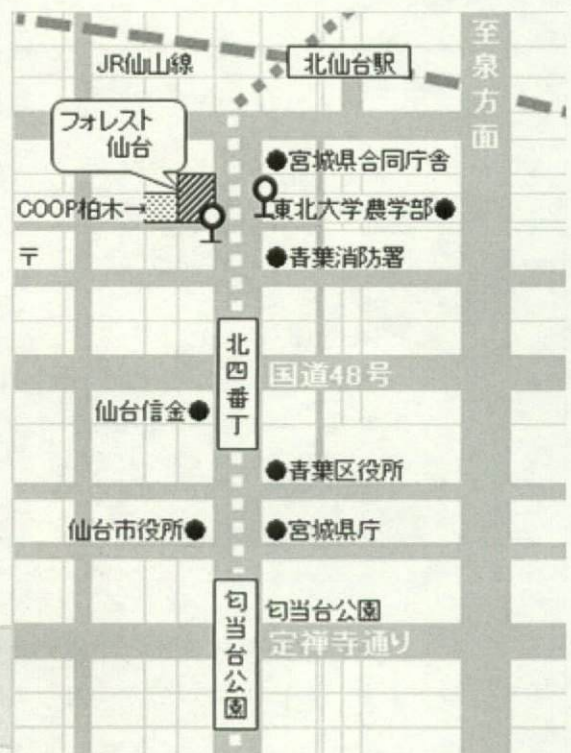 至泉方面
JR仙山線
北仙台駅
フォレスト
仙台
●宮城県合同庁舎
COOP柏木→
東北大学農学部●
〒
●青葉消防署
北四番丁
国道48号
仙台信金●
●青葉区役所
仙台市役所●
●宮城県庁
匂当台公園
匂当台公園
定禅寺通り